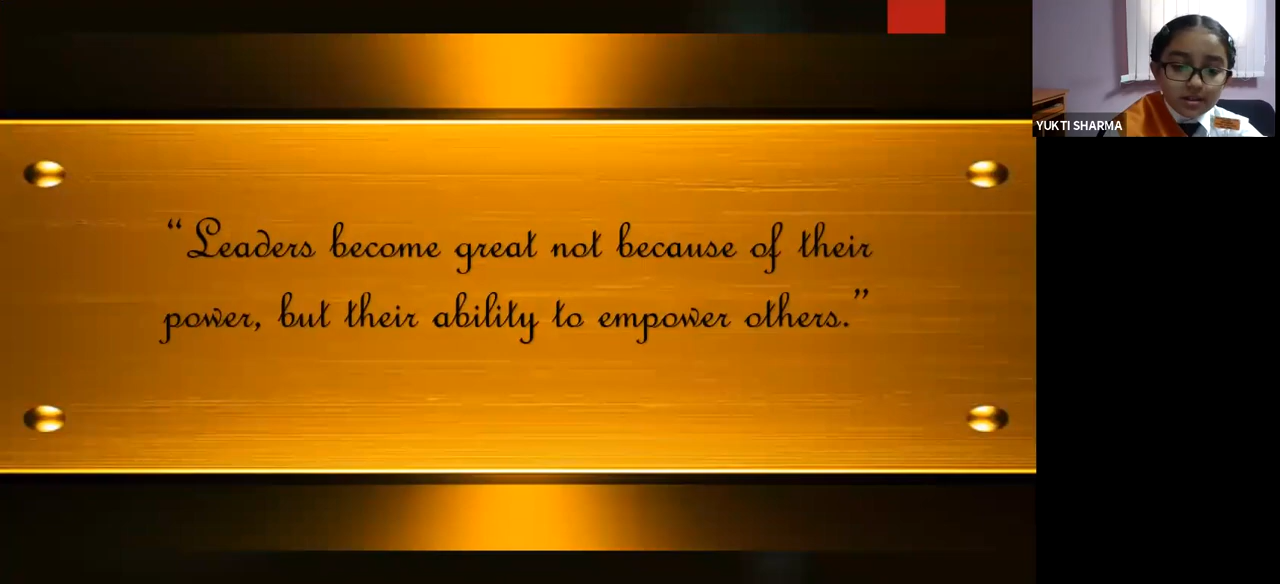 “Leaders become great not because of their
power, but their ability to empower others.”
YUKTI SHARMA